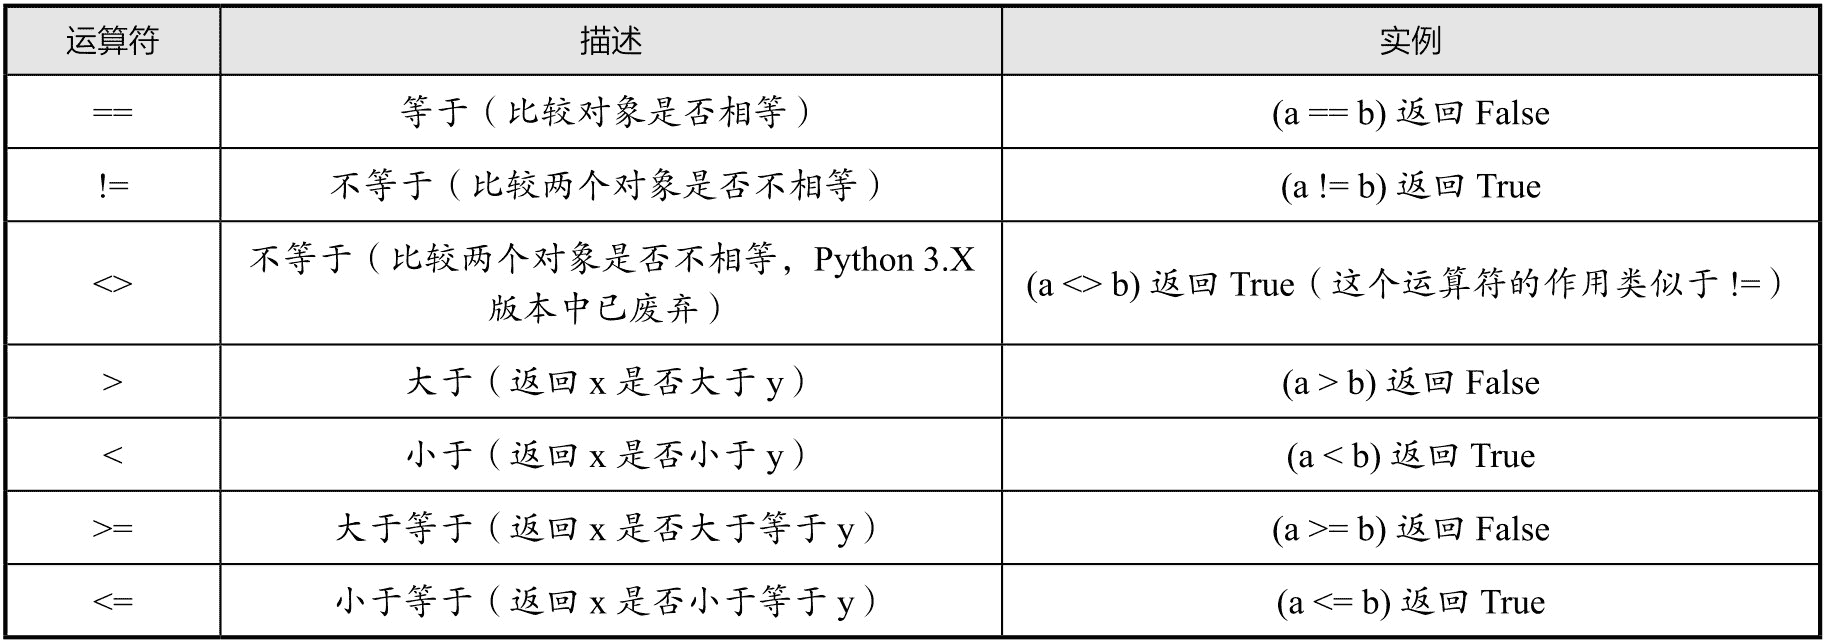 运算符 描述 实例
== 等于（比较对象是否相等） (a == b) 返回 False
!= 不等于（比较两个对象是否不相等） (a != b) 返回 True
<> 不等于（比较两个对象是否不相等，Python 3.X
版本中已废弃） (a <> b) 返回 True（这个运算符的作用类似于 !=）
> 大于（返回 x 是否大于 y） (a > b) 返回 False
< 小于（返回 x 是否小于 y） (a < b) 返回 True
>= 大于等于（返回 x 是否大于等于 y） (a >= b) 返回 False
<= 小于等于（返回 x 是否小于等于 y） (a <= b) 返回 True